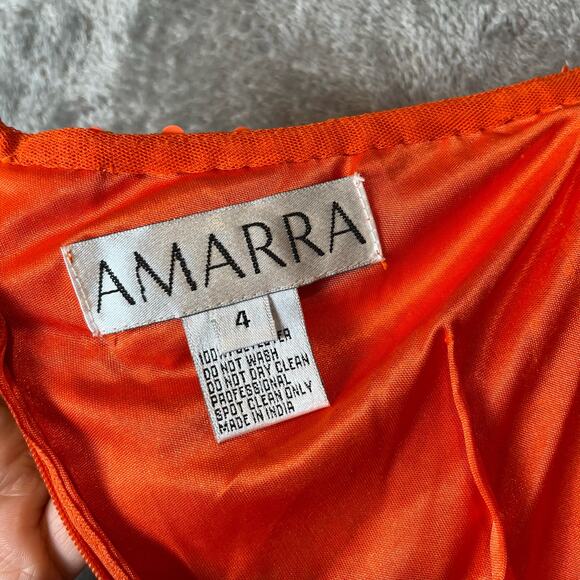 AMARRA
4
100% POLYESTER
DO NOT WASH
DO NOT DRY CLEAN
PROFESSIONAL
SPOT CLEAN ONLY
MADE IN INDIA